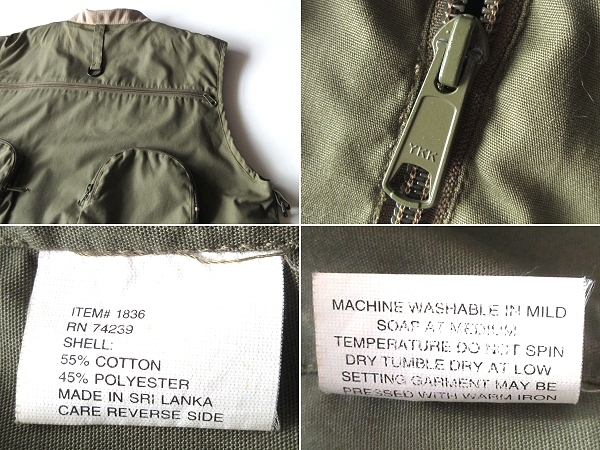 YKK
ITEM# 1836
RN 74239
SHELL:
55% COTTON
45% POLYESTER
MADE IN SRI LANKA
CARE REVERSE SIDE
MACHINE WASHABLE IN MILD
SOAP AT MEDIUM
TEMPERATURE DO NOT SPIN
DRY TUMBLE DRY AT LOW
SETTING GARMENT MAY BE
PRESSED WITH WARM IRON